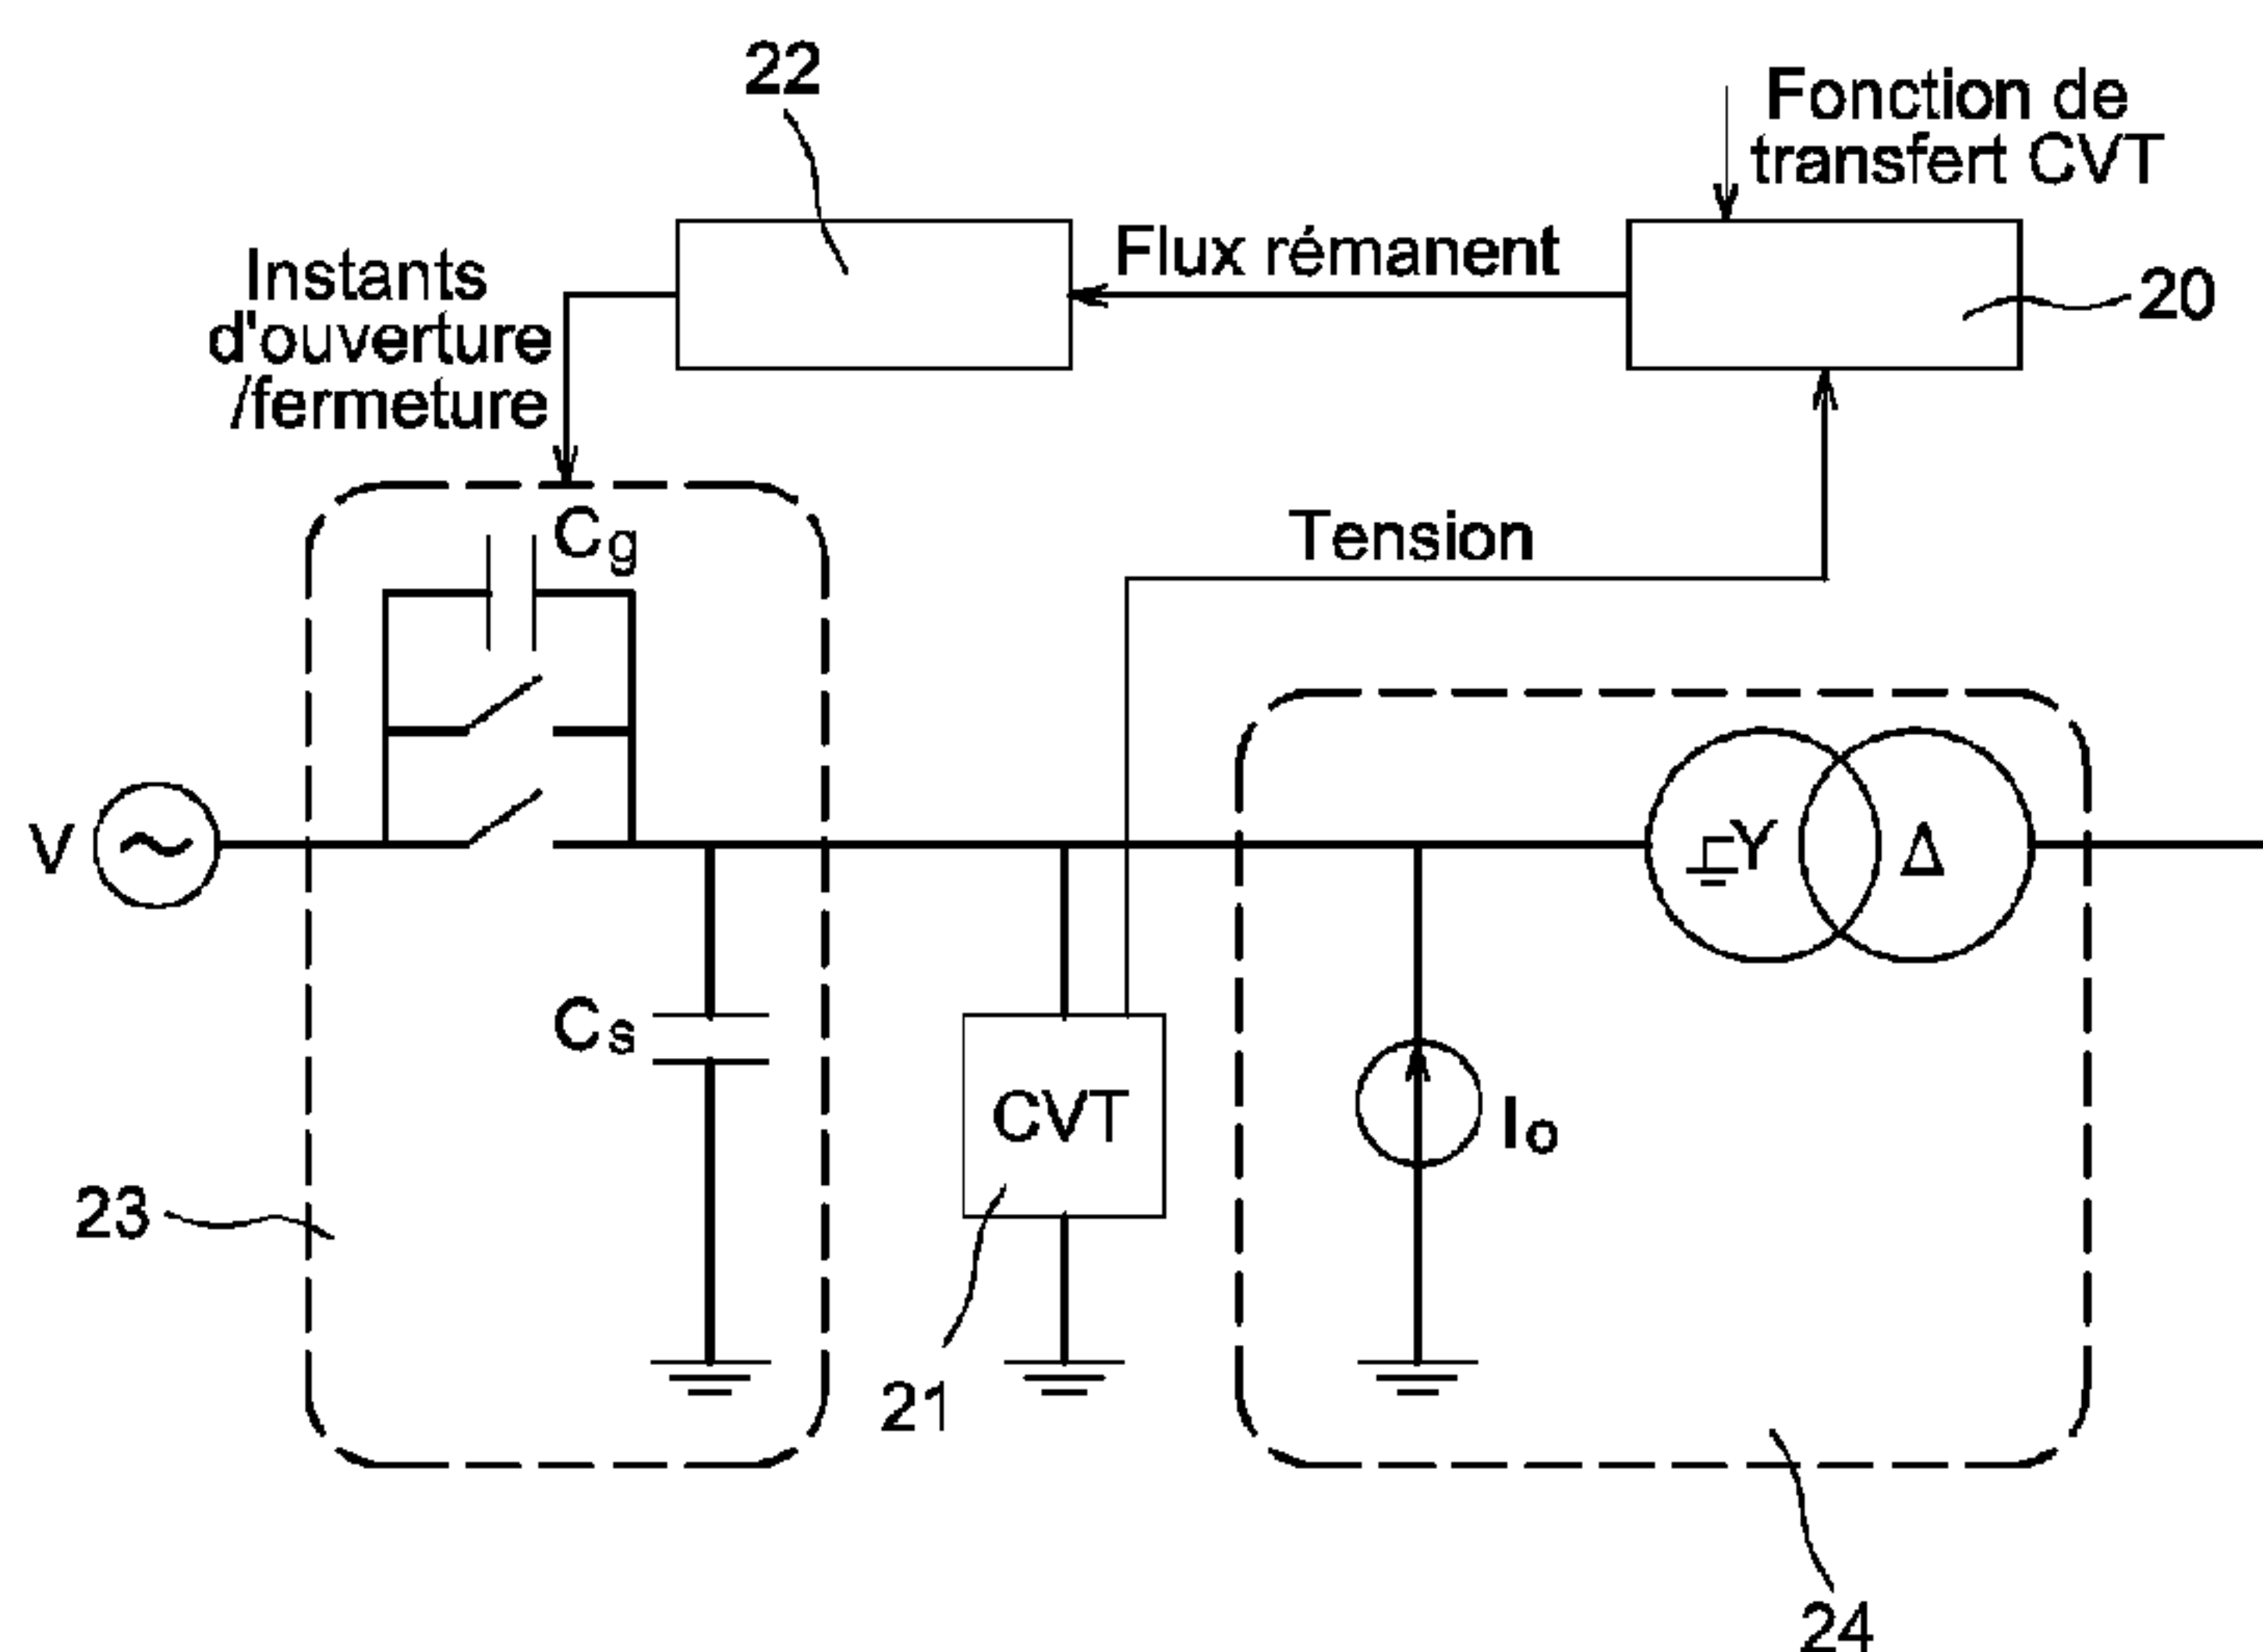 22
Fonction de
transfert CVT
Flux rémanent
20
Instants
d'ouverture
/fermeture
Cg
Tension
V
Y
Δ
Cs
CVT
Io
23
21
24